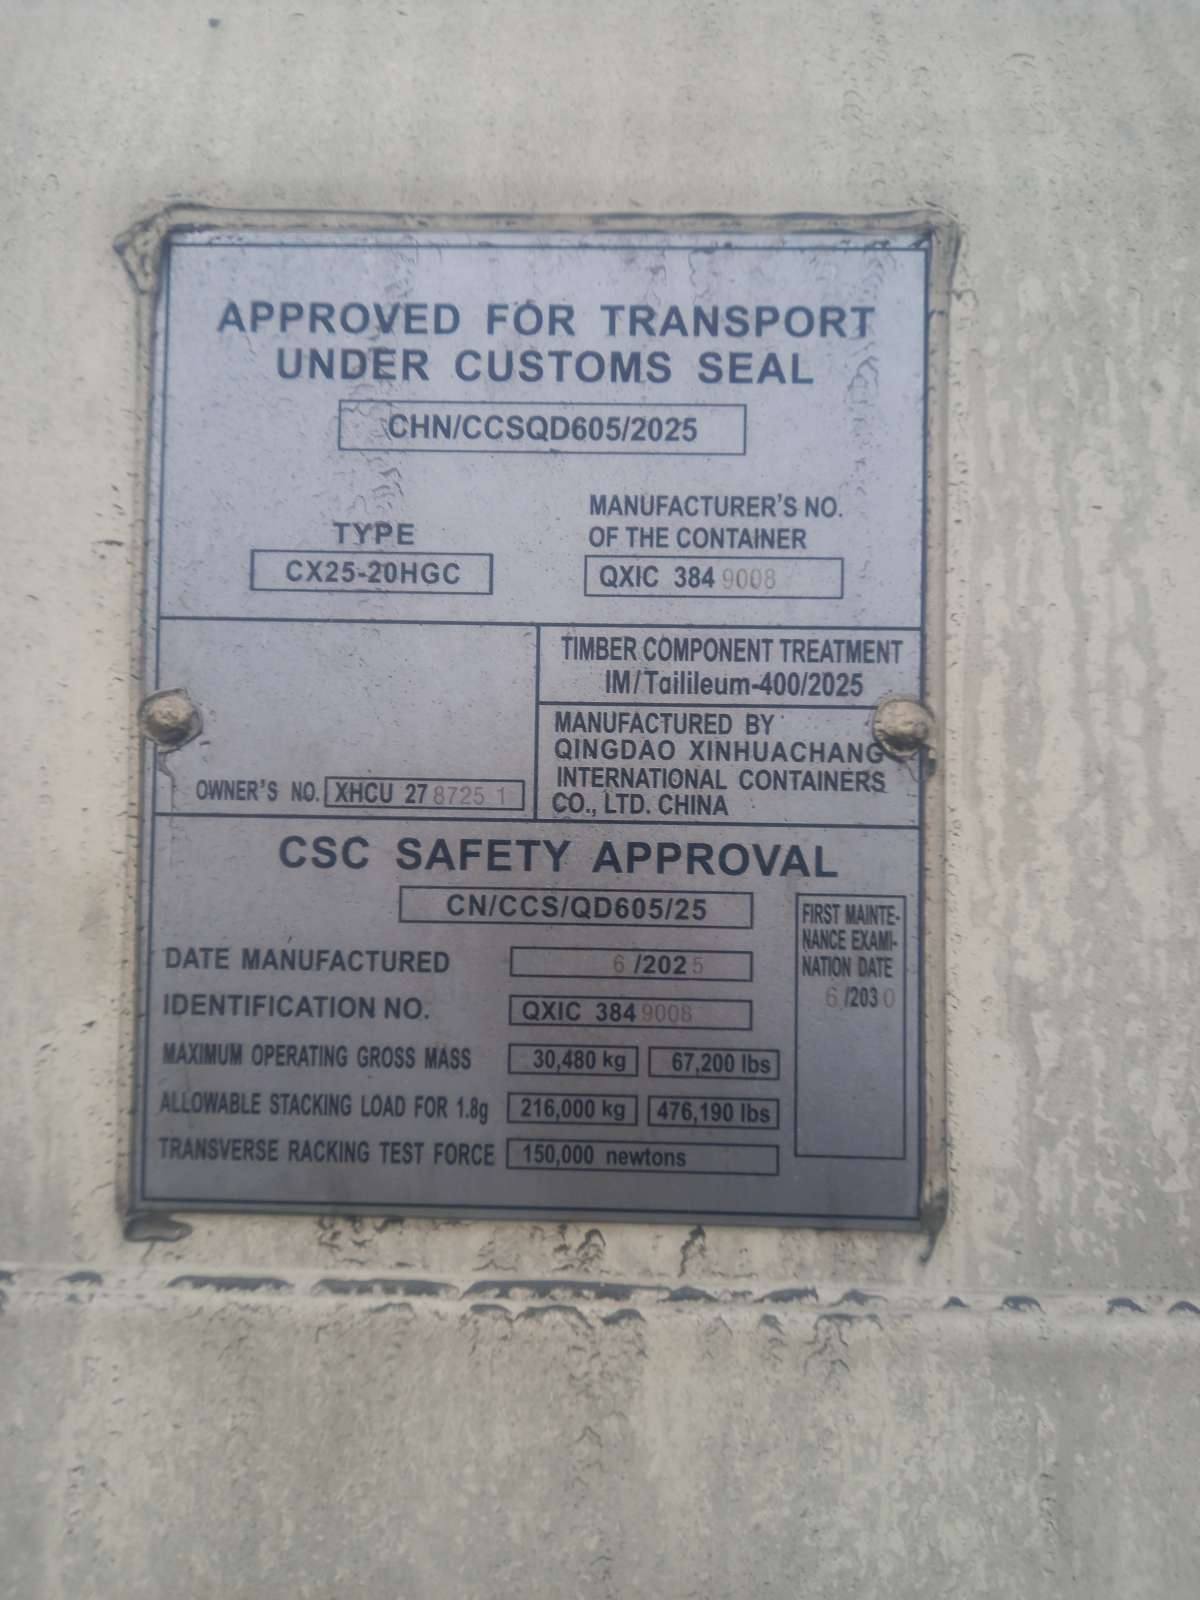 APPROVED FOR TRANSPORT
UNDER CUSTOMS SEAL
CHN/CCSQD605/2025
TYPE
CX25-20HGC
MANUFACTURER'S NO.
OF THE CONTAINER
QXIC 384 9008
OWNER'S NO. XHCU 27 8725 1
TIMBER COMPONENT TREATMENT
IM/Tailileum-400/2025
MANUFACTURED BY
QINGDAO XINHUACHANG
INTERNATIONAL CONTAINERS
CO., LTD. CHINA
CSC SAFETY APPROVAL
CN/CCS/QD605/25
DATE MANUFACTURED 6 /2025
IDENTIFICATION NO. QXIC 384 9008
MAXIMUM OPERATING GROSS MASS 30,480 kg 67,200 lbs
ALLOWABLE STACKING LOAD FOR 1.8g 216,000 kg 476,190 lbs
TRANSVERSE RACKING TEST FORCE 150,000 newtons
FIRST MAINTE-
NANCE EXAMI-
NATION DATE
6 /2030